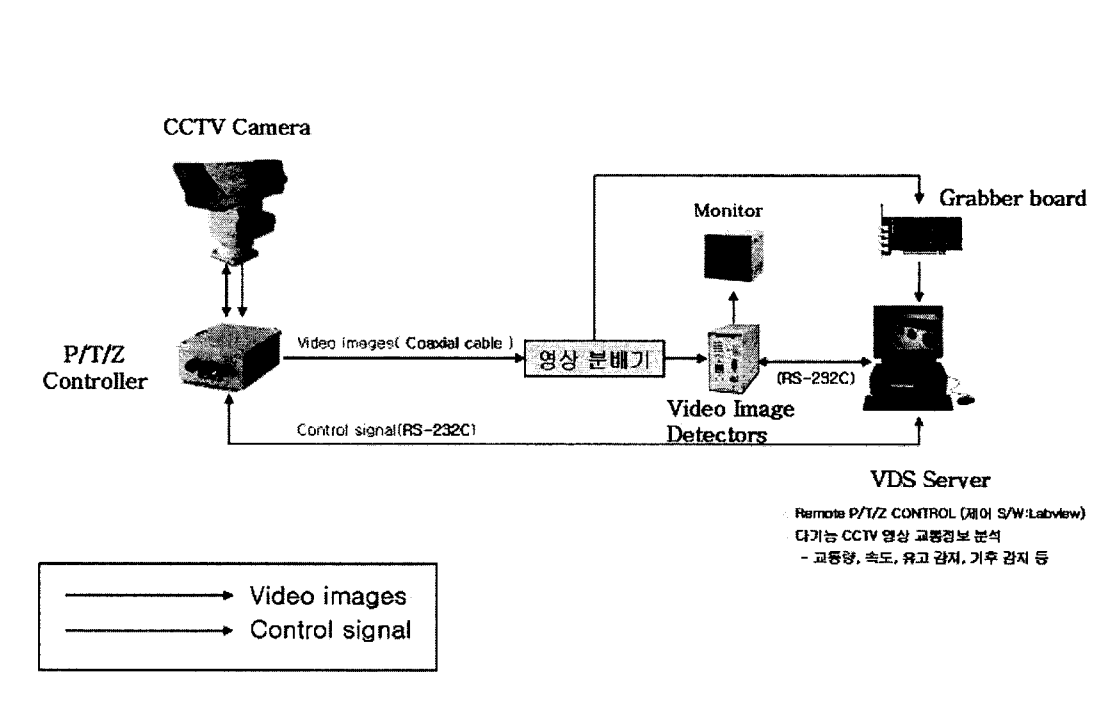 CCTV Camera
Grabber board
Monitor
P/T/Z
Controller
Video images( Coaxial cable )
영상 분배기
(RS-232C)
Video Image
Detectors
Control signal(RS-232C)
VDS Server
Remote P/T/Z CONTROL (제어 S/W:Labview)
다기능 CCTV 영상 교통정보 분석
- 교통량, 속도, 유고 감지, 기후 감지 등
Video images
Control signal